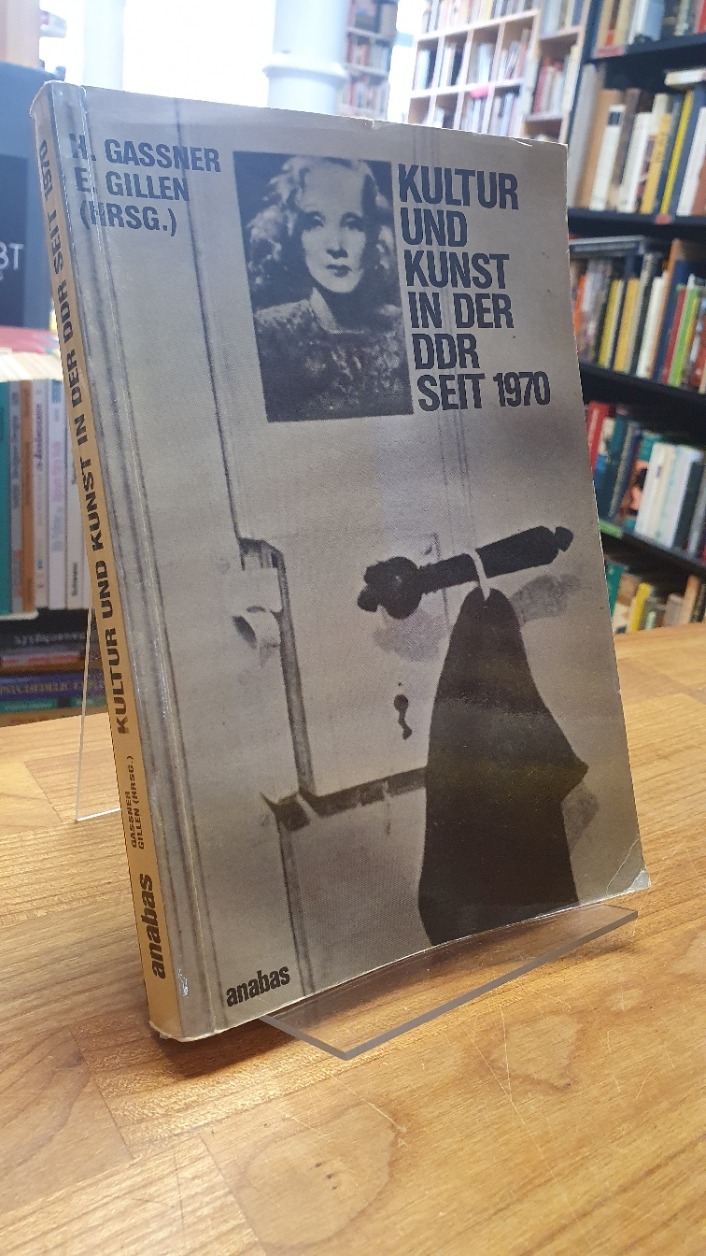 H. GASSNER
E. GILLEN
(HRSG.)
KULTUR
UND
KUNST
IN DER
DDR
SEIT 1970
anabas
KULTUR UND KUNST IN DER DDR SEIT 1970
GASSNER
GILLEN (HRSG.)
anabas